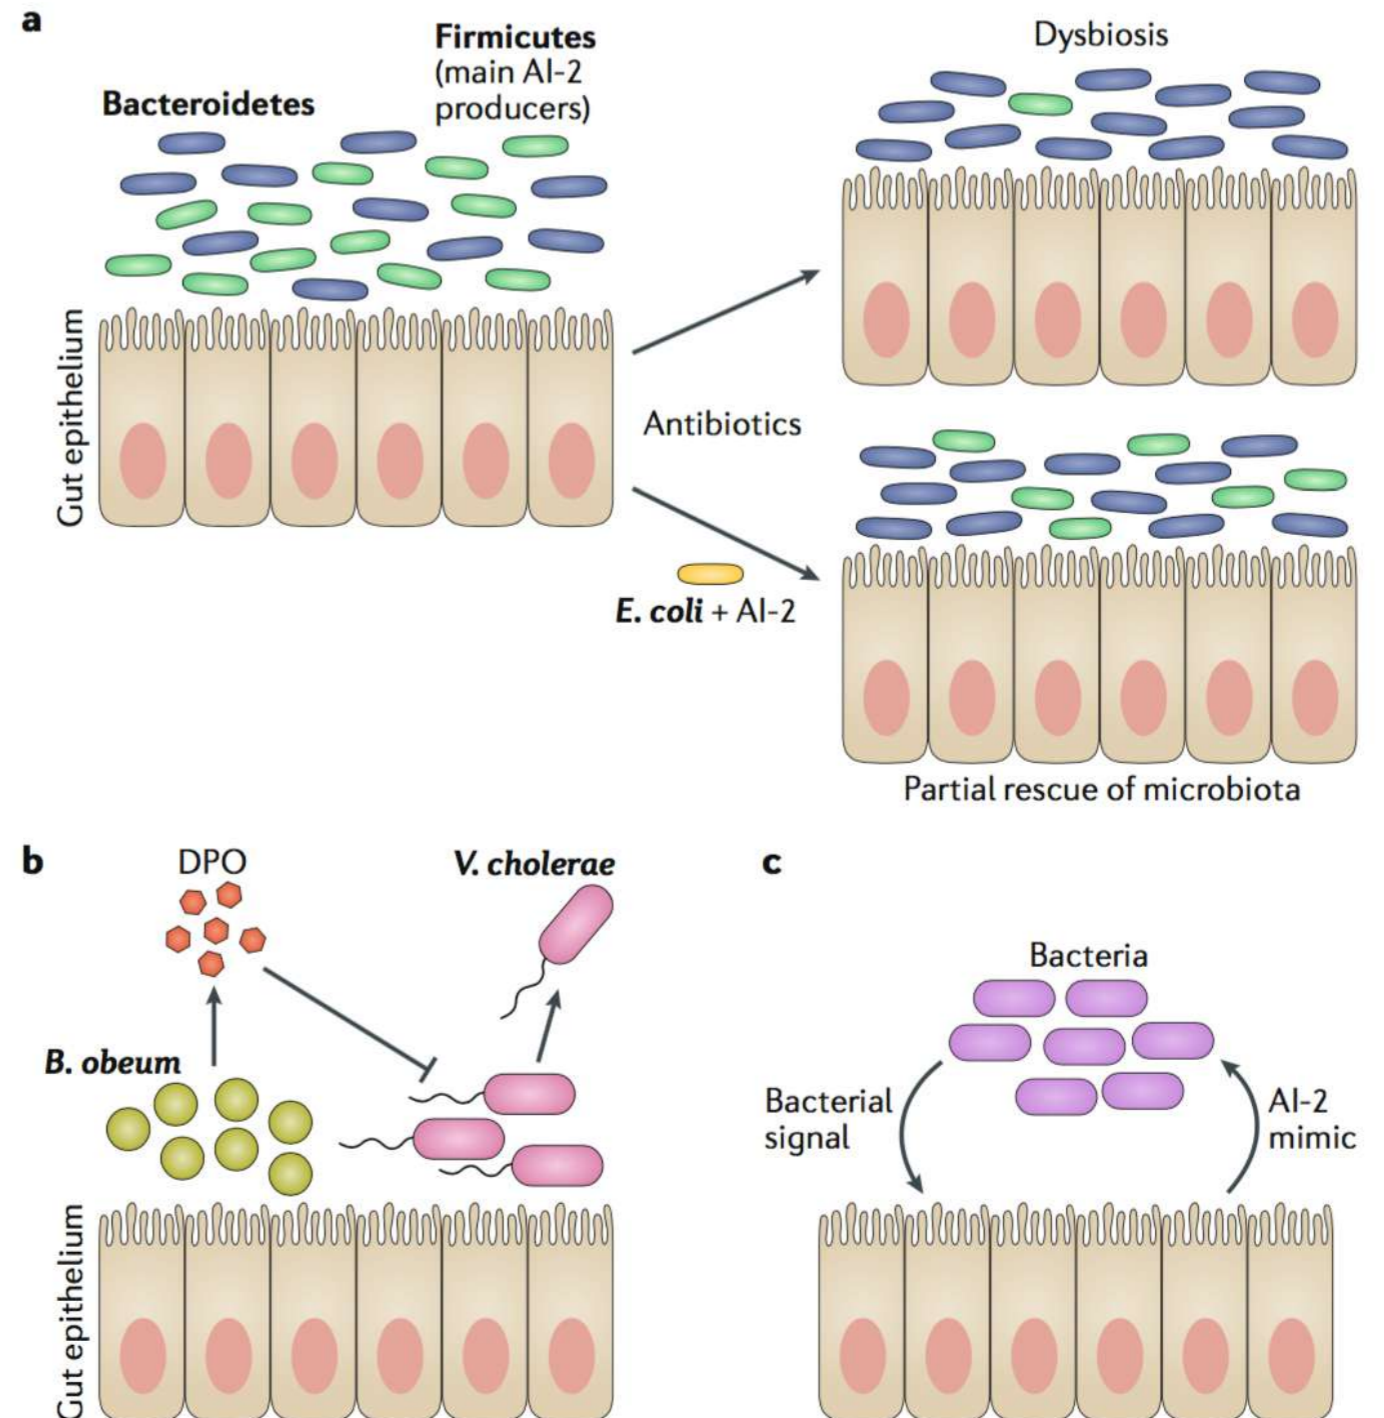 a
Bacteroidetes
Firmicutes
(main AI-2
producers)
Dysbiosis
Gut epithelium
Antibiotics
E. coli + AI-2
Partial rescue of microbiota
b
DPO
V. cholerae
B. obeum
Gut epithelium
c
Bacteria
Bacterial
signal
AI-2
mimic